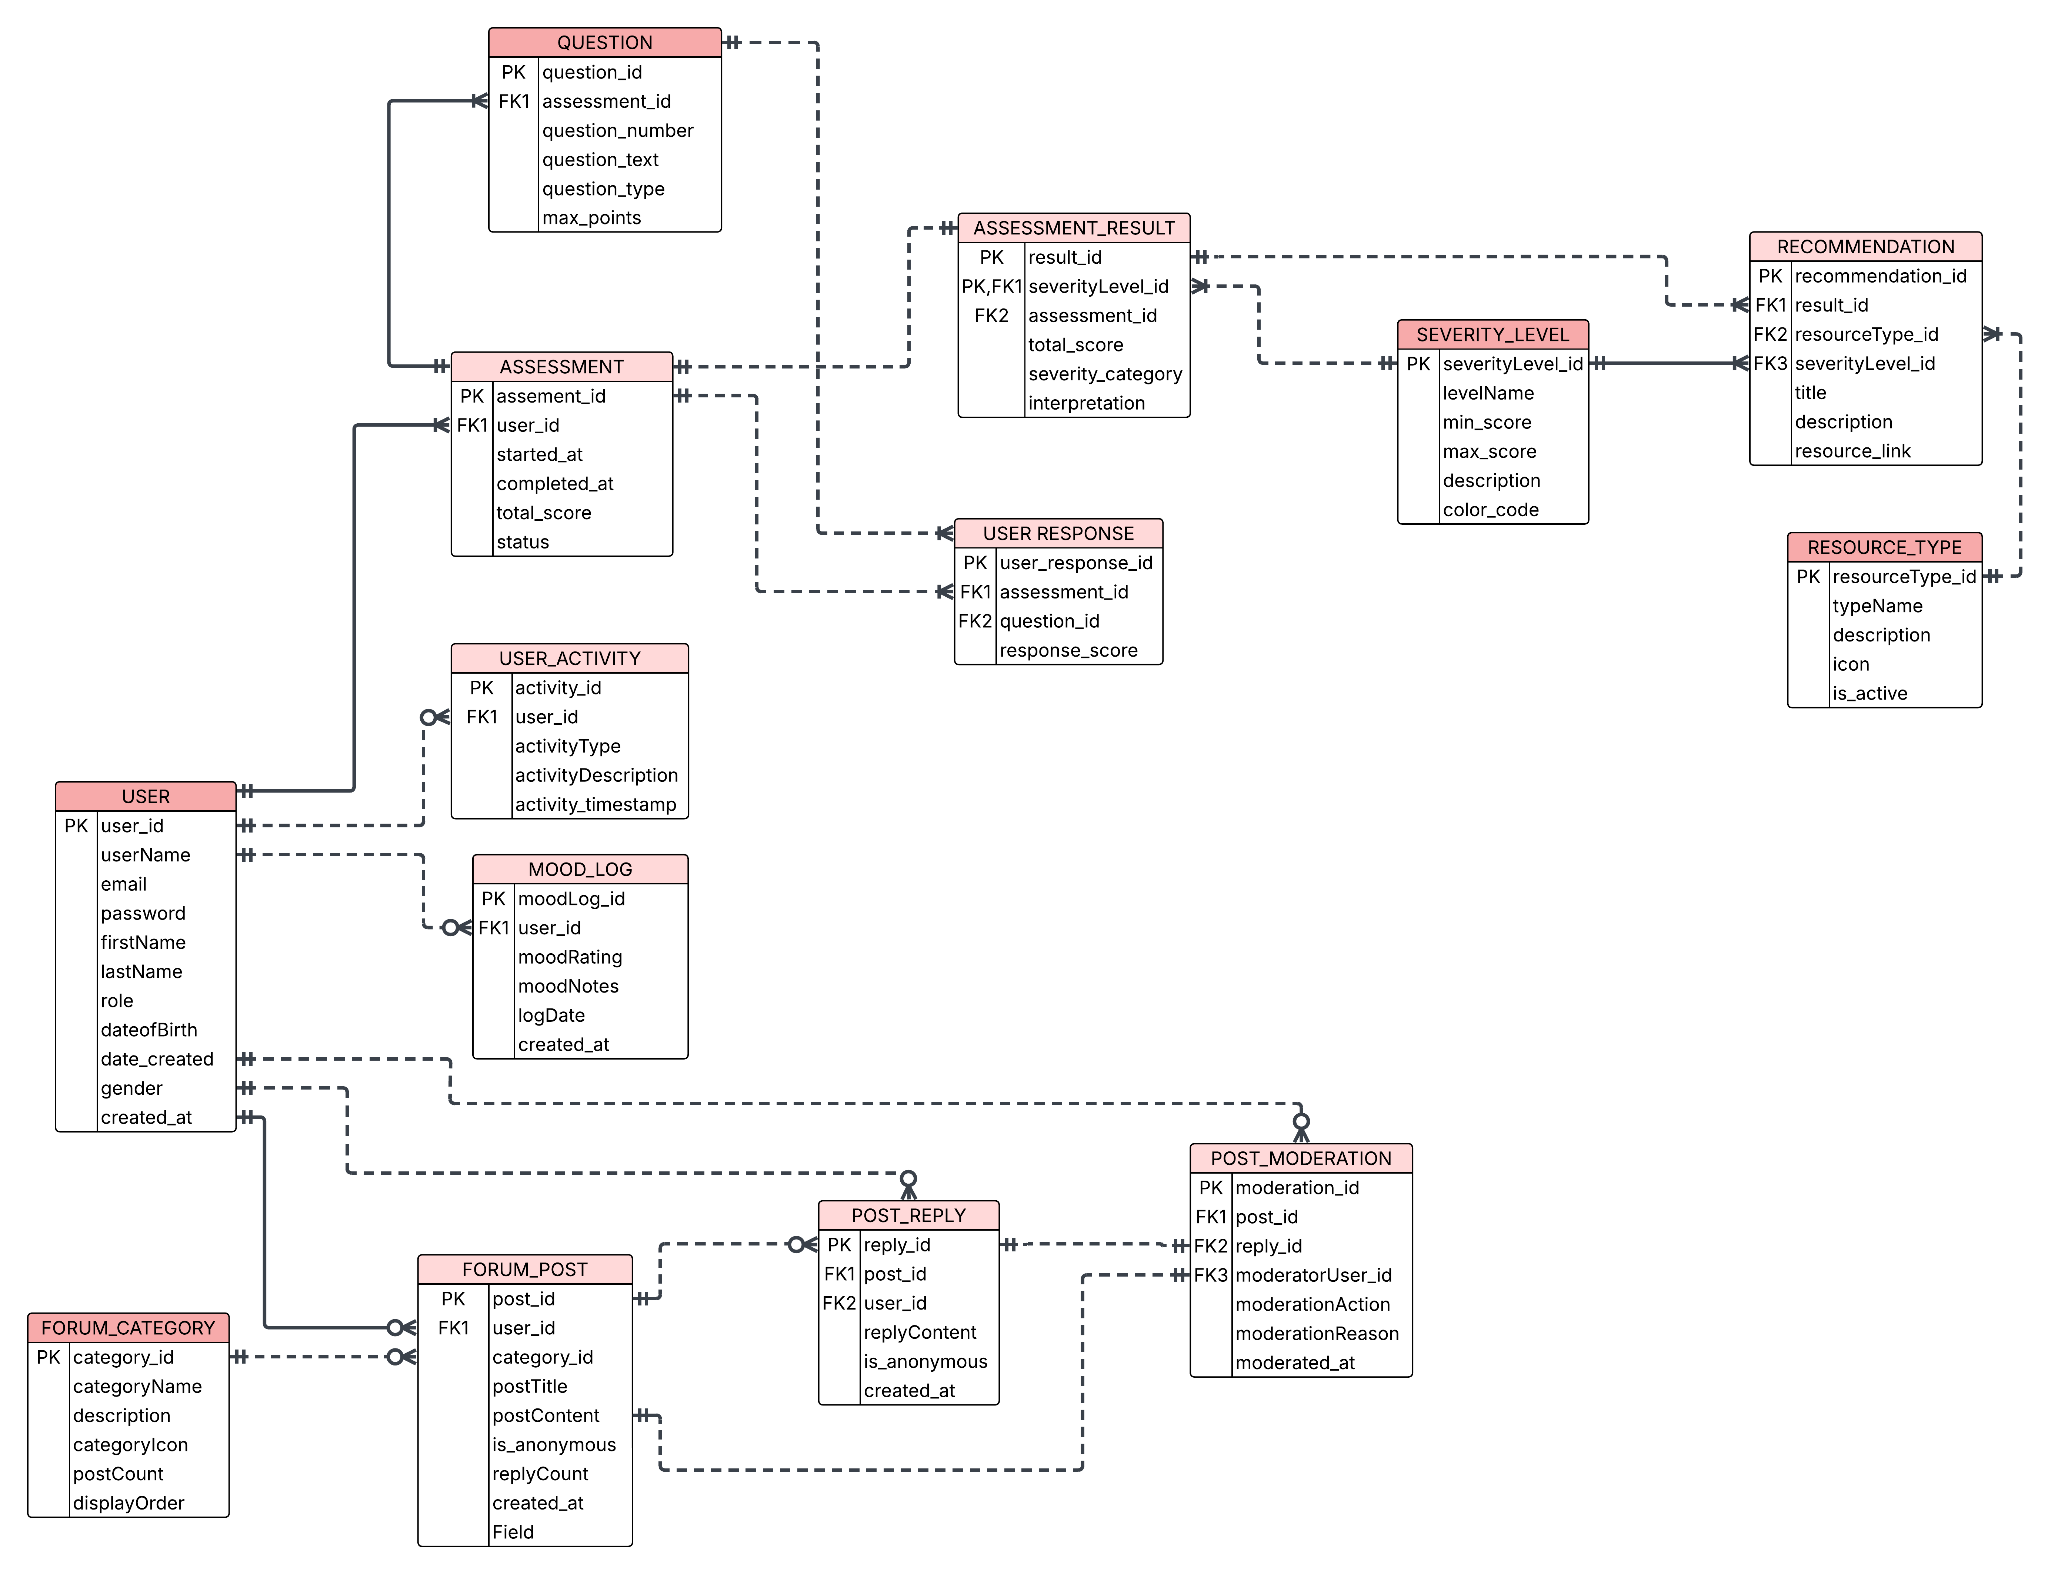 QUESTION
PK question_id
FK1 assessment_id
question_number
question_text
question_type
max_points
ASSESSMENT_RESULT
PK result_id
PK,FK1 severityLevel_id
FK2 assessment_id
total_score
severity_category
interpretation
RECOMMENDATION
PK recommendation_id
FK1 result_id
FK2 resourceType_id
FK3 severityLevel_id
title
description
resource_link
SEVERITY_LEVEL
PK severityLevel_id
levelName
min_score
max_score
description
color_code
ASSESSMENT
PK assement_id
FK1 user_id
started_at
completed_at
total_score
status
USER RESPONSE
PK user_response_id
FK1 assessment_id
FK2 question_id
response_score
RESOURCE_TYPE
PK resourceType_id
typeName
description
icon
is_active
USER_ACTIVITY
PK activity_id
FK1 user_id
activityType
activityDescription
activity_timestamp
USER
PK user_id
userName
email
password
firstName
lastName
role
dateofBirth
date_created
gender
created_at
MOOD_LOG
PK moodLog_id
FK1 user_id
moodRating
moodNotes
logDate
created_at
POST_MODERATION
PK moderation_id
FK1 post_id
FK2 reply_id
FK3 moderatorUser_id
moderationAction
moderationReason
moderated_at
POST_REPLY
PK reply_id
FK1 post_id
FK2 user_id
replyContent
is_anonymous
created_at
FORUM_POST
PK post_id
FK1 user_id
category_id
postTitle
postContent
is_anonymous
replyCount
created_at
Field
FORUM_CATEGORY
PK category_id
categoryName
description
categoryIcon
postCount
displayOrder